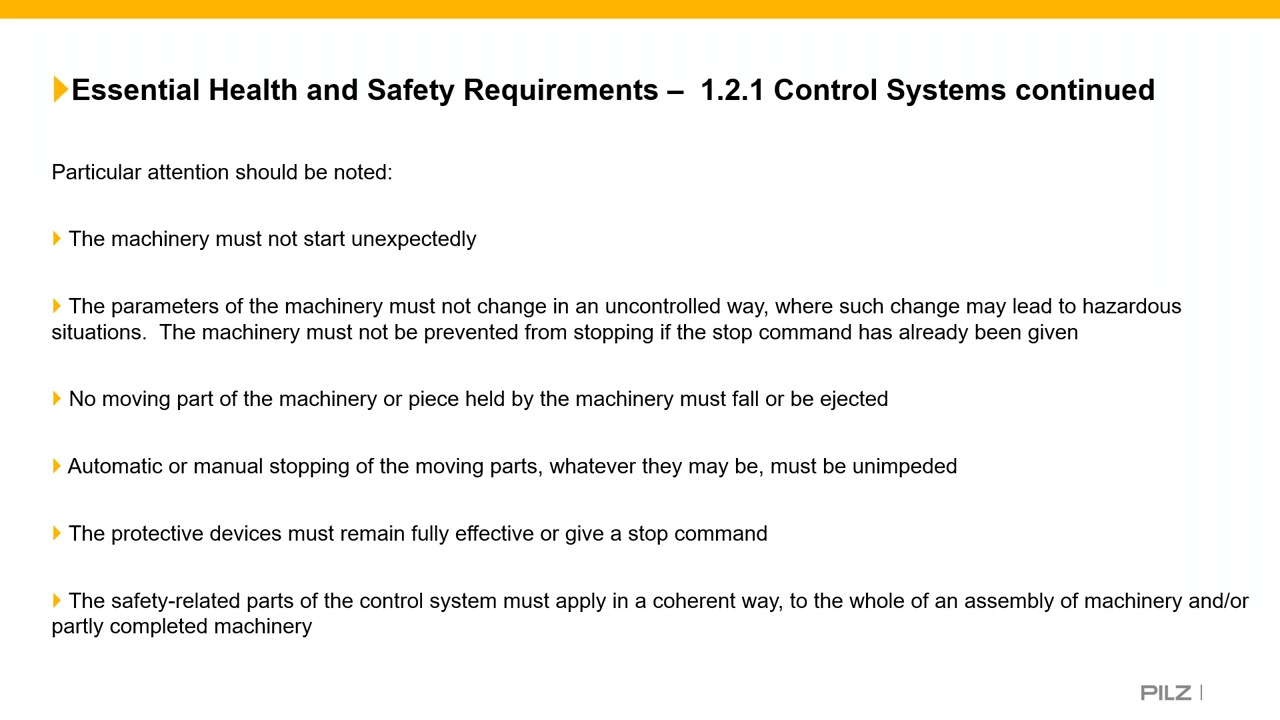 Essential Health and Safety Requirements – 1.2.1 Control Systems continued
Particular attention should be noted:
The machinery must not start unexpectedly
The parameters of the machinery must not change in an uncontrolled way, where such change may lead to hazardous
situations. The machinery must not be prevented from stopping if the stop command has already been given
No moving part of the machinery or piece held by the machinery must fall or be ejected
Automatic or manual stopping of the moving parts, whatever they may be, must be unimpeded
The protective devices must remain fully effective or give a stop command
The safety-related parts of the control system must apply in a coherent way, to the whole of an assembly of machinery and/or
partly completed machinery
PILZ |